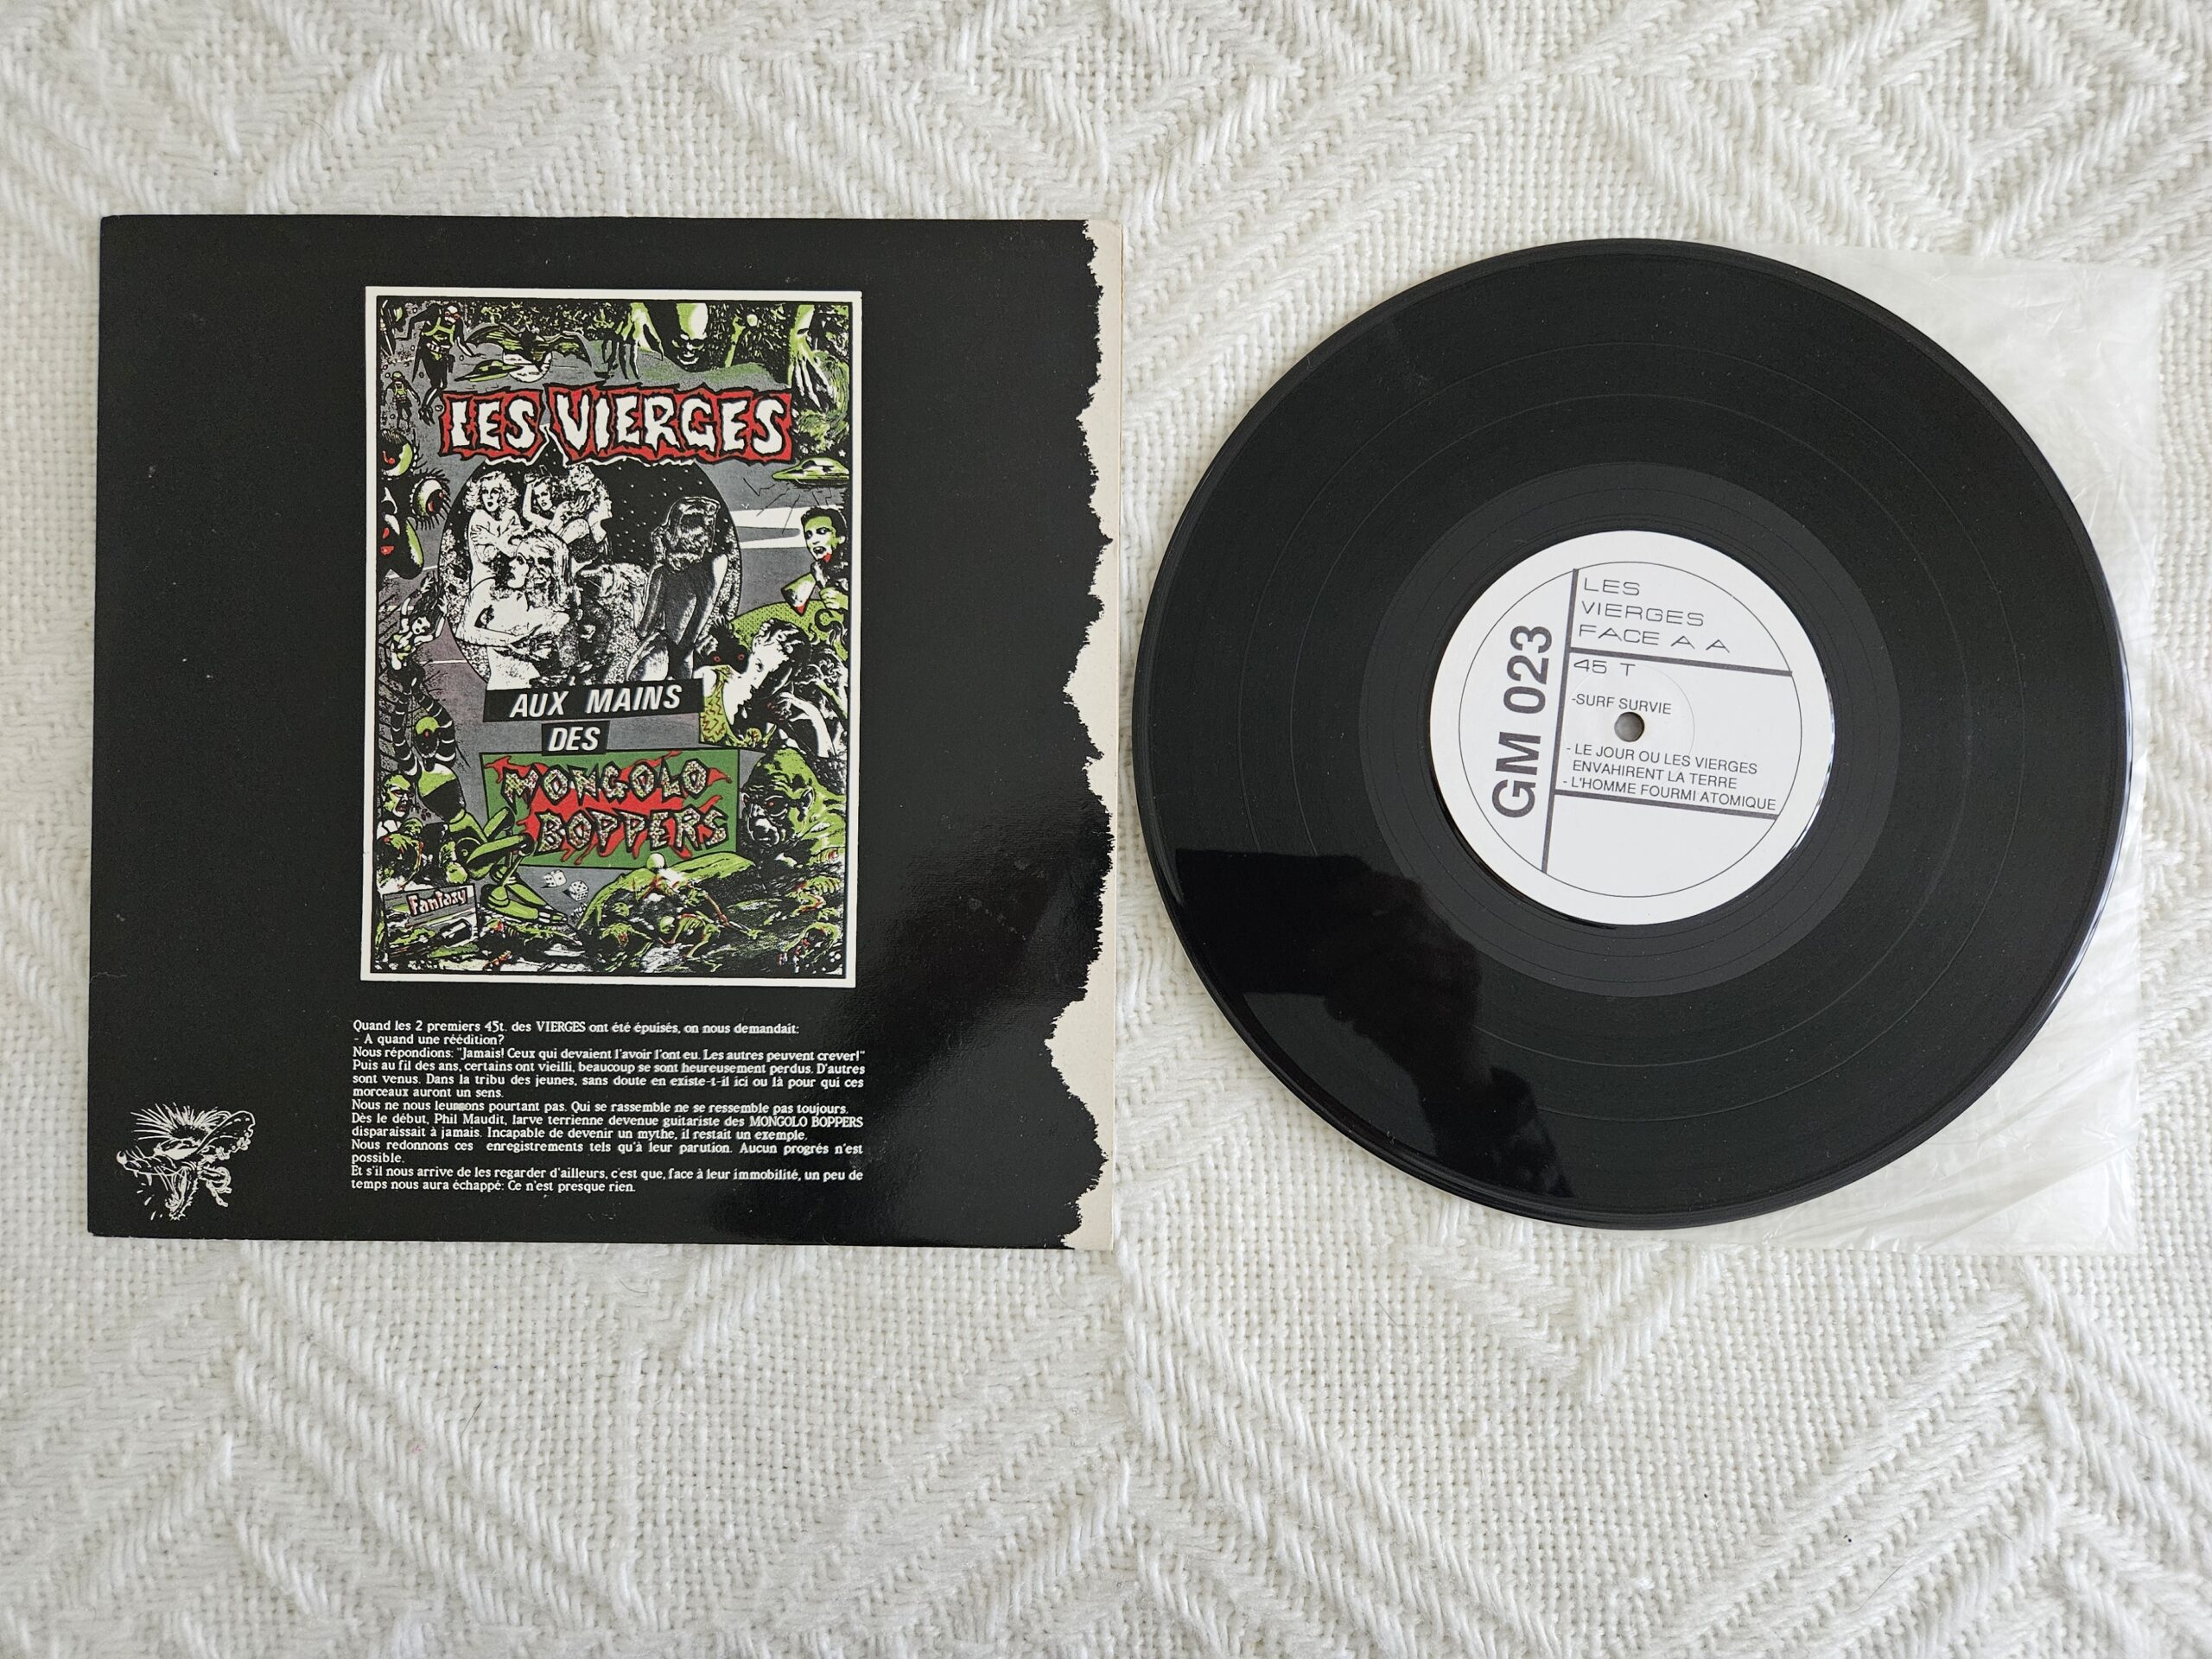 LES VIERGES
AUX MAINS
DES
MONGOLO
BOPPERS
Fantasy
Quand les 2 premiers 45t. des VIERGES ont été épuisés, on nous demandait:
- A quand une réédition?
Nous répondions: "Jamais! Ceux qui devaient l'avoir l'ont eu. Les autres peuvent crever!"
Puis au fil des ans, certains ont vieilli, beaucoup se sont heureusement perdus. D'autres
sont venus. Dans la tribu des jeunes, sans doute en existe-t-il ici ou là pour qui ces
morceaux auront un sens.
Nous ne nous leurrons pourtant pas. Qui se rassemble ne se ressemble pas toujours.
Dès le début, Phil Maudit, larve terrienne devenue guitariste des MONGOLO BOPPERS
disparaissait à jamais. Incapable de devenir un mythe, il restait un exemple.
Nous redonnons ces enregistrements tels qu'à leur parution. Aucun progrés n'est
possible.
Et s'il nous arrive de les regarder d'ailleurs, c'est que, face à leur immobilité, un peu de
temps nous aura échappé: Ce n'est presque rien.
GM 023
LES
VIERGES
FACE A A
45 T
-SURF SURVIE
- LE JOUR OU LES VIERGES
ENVAHIRENT LA TERRE
- L'HOMME FOURMI ATOMIQUE